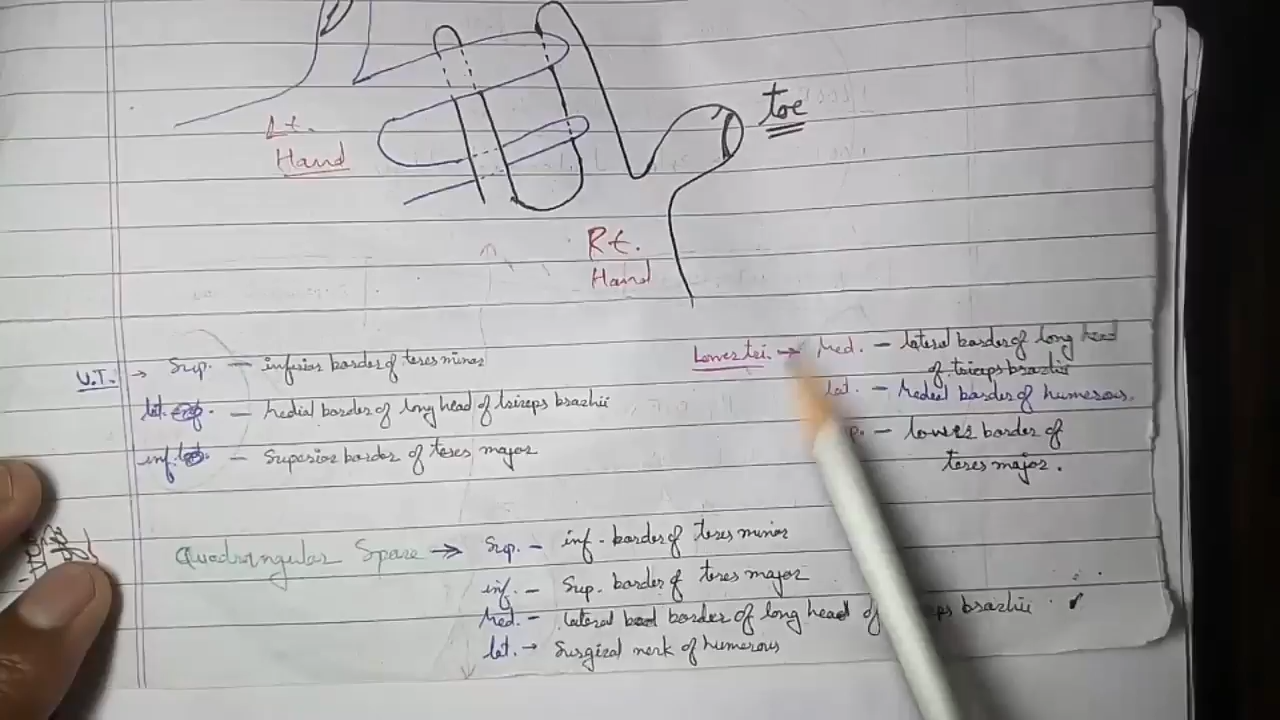 toe
Lt.
Hand
Rt.
Hand
U.T. → Sup. — inferior border of teres minor
lat. — Medial border of long head of triceps brachii
inf. — Superior border of teres major
Lower tri. → Med. — lateral border of long head
of triceps brachii
lat. — Medial border of humerous.
p. — lower border of
teres major.
Quadrangular Space → Sup. — inf. border of teres minor
inf. — Sup. border of teres major
Med. — lateral bod border of long head of ps brachii
lat. → Surgical neck of humerous